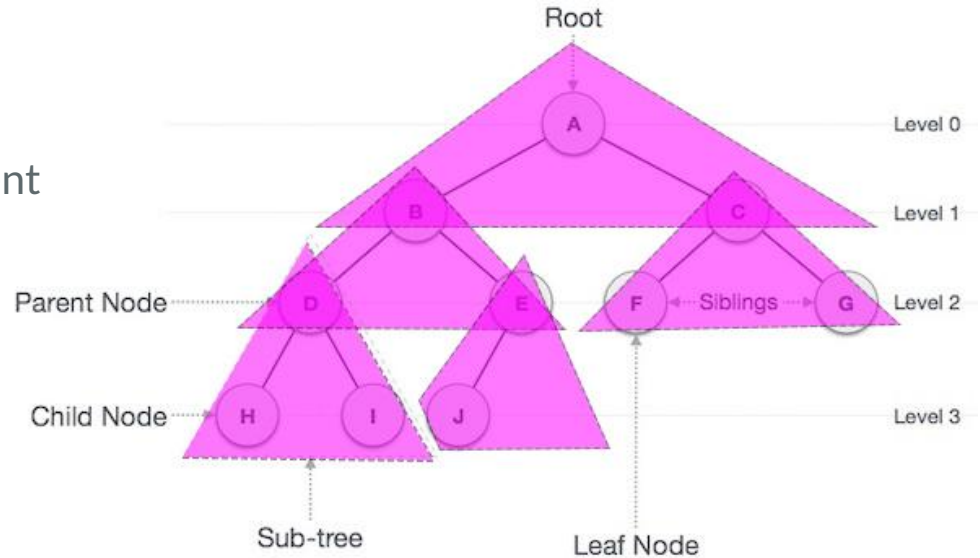 Root
A
Level 0
nt
B
C
Level 1
Parent Node
D
E
F
Siblings
G
Level 2
Child Node
H
I
J
Level 3
Sub-tree
Leaf Node